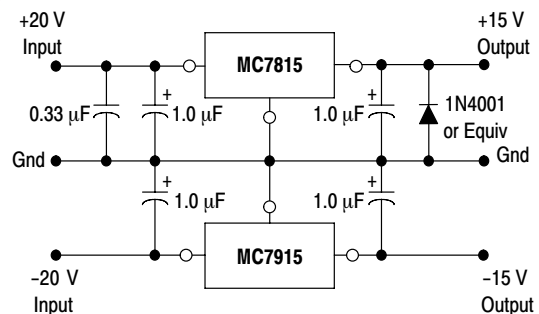 +20 V
Input
+15 V
Output
MC7815
0.33 μF
+
1.0 μF
+
1.0 μF
1N4001
or Equiv
Gnd
Gnd
+
1.0 μF
+
1.0 μF
MC7915
−20 V
Input
−15 V
Output